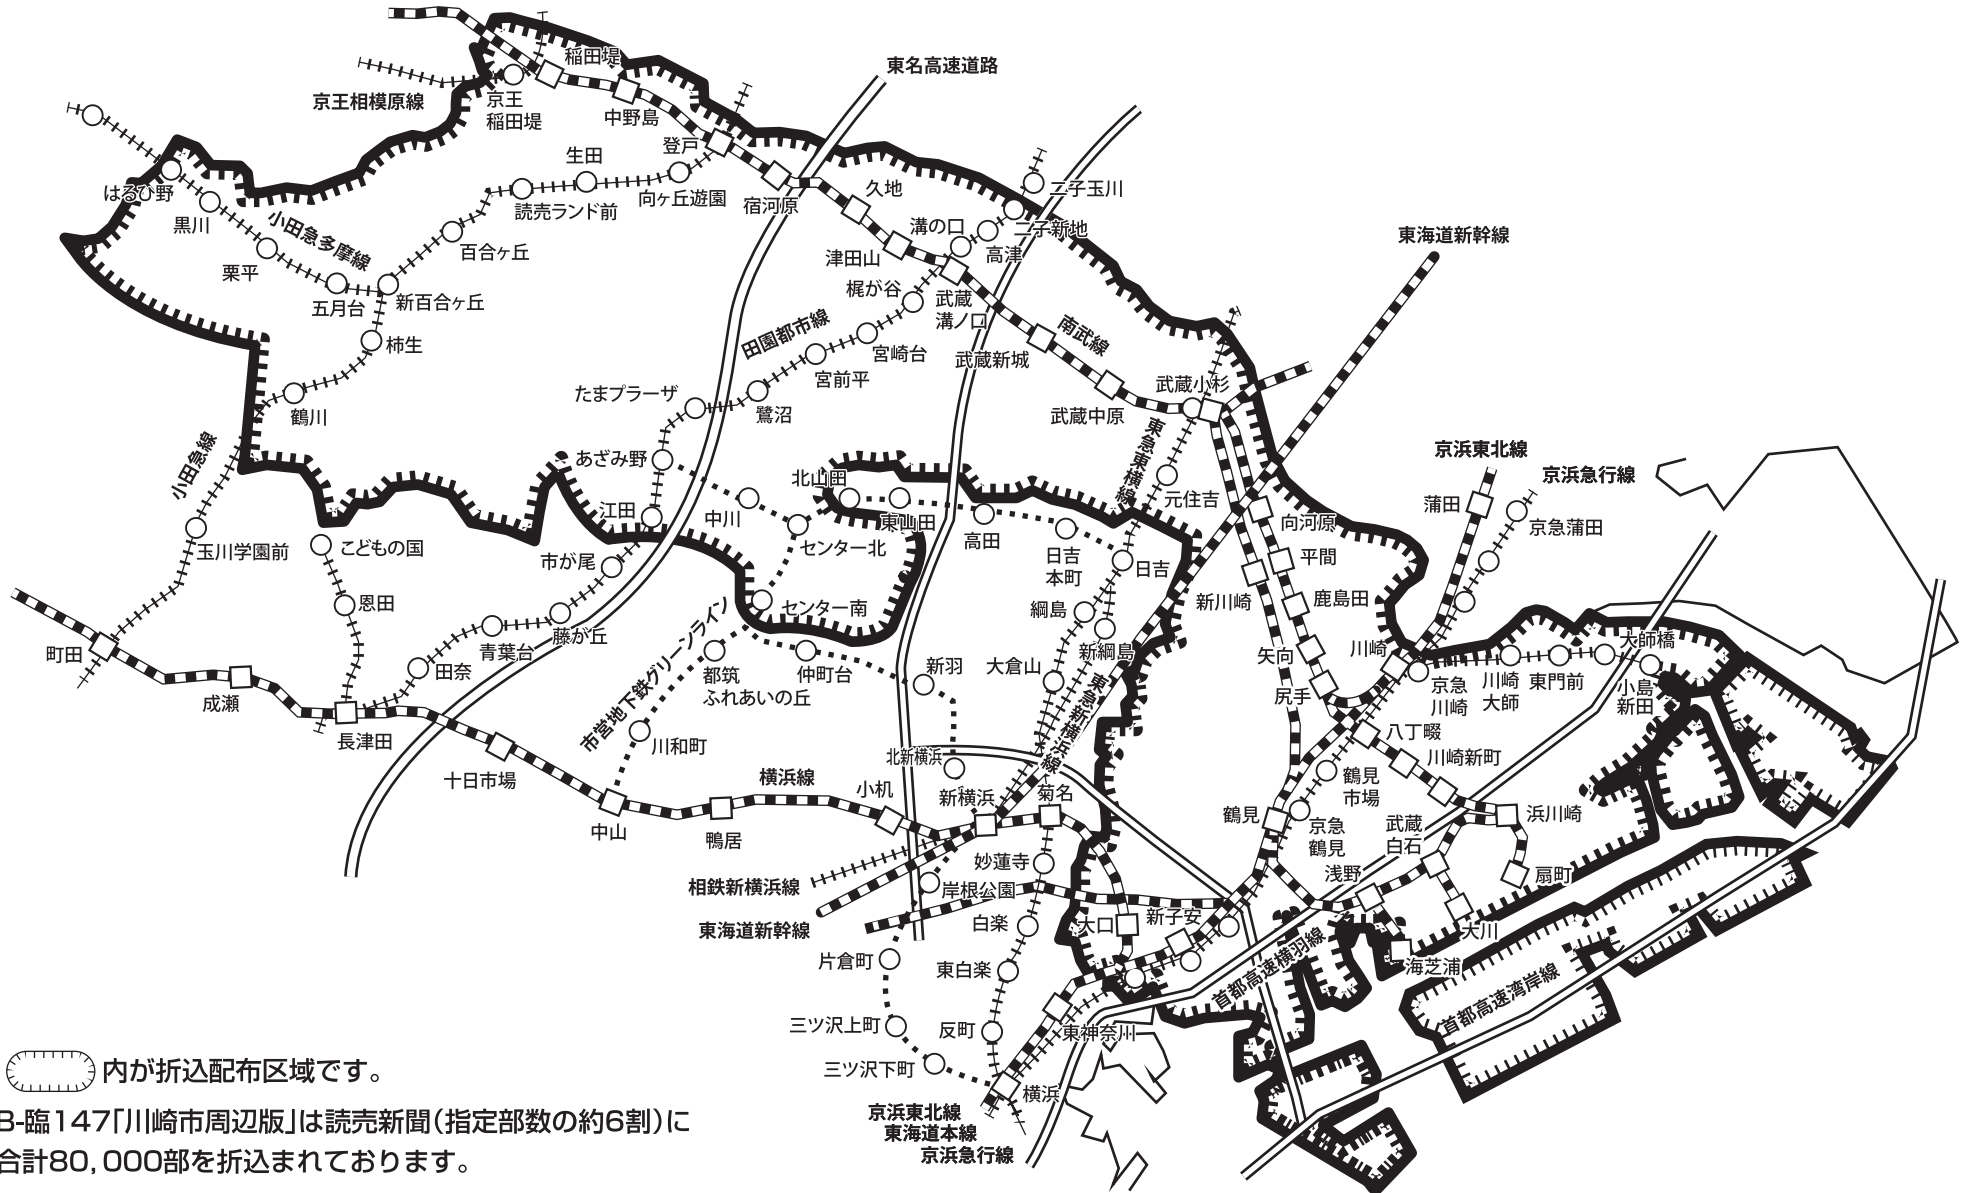 東名高速道路
稲田堤
京王相模原線
京王
稲田堤
中野島
登戸
生田
向ヶ丘遊園
読売ランド前
宿河原
久地
二子玉川
はるひ野
黒川
小田急多摩線
百合ヶ丘
溝の口
二子新地
高津
津田山
東海道新幹線
栗平
五月台
新百合ヶ丘
梶が谷
武蔵
溝ノ口
柿生
田園都市線
宮崎台
南武線
武蔵新城
宮前平
たまプラーザ
鷺沼
武蔵小杉
武蔵中原
鶴川
小田急線
あざみ野
東急東横線
京浜東北線
京浜急行線
北山田
元住吉
蒲田
江田
中川
東山田
向河原
京急蒲田
玉川学園前
こどもの国
市が尾
センター北
高田
日吉
本町
日吉
平間
恩田
センター南
綱島
新川崎
鹿島田
町田
青葉台
藤が丘
市営地下鉄グリーンライン
新綱島
矢向
川崎
大師橋
田奈
都筑
ふれあいの丘
仲町台
新羽
大倉山
尻手
京急
川崎
川崎
大師
東門前
小島
新田
成瀬
東急新横浜線
長津田
川和町
北新横浜
八丁畷
川崎新町
十日市場
横浜線
小机
新横浜
菊名
鶴見
市場
中山
鴨居
鶴見
京急
鶴見
武蔵
白石
浜川崎
妙蓮寺
浅野
扇町
相鉄新横浜線
岸根公園
東海道新幹線
白楽
大口
新子安
大川
片倉町
東白楽
首都高速横羽線
海芝浦
首都高速湾岸線
三ツ沢上町
反町
東神奈川
三ツ沢下町
横浜
京浜東北線
東海道本線
京浜急行線
内が折込配布区域です。
B-臨147｢川崎市周辺版｣は読売新聞(指定部数の約6割)に
合計80,000部を折込まれております。